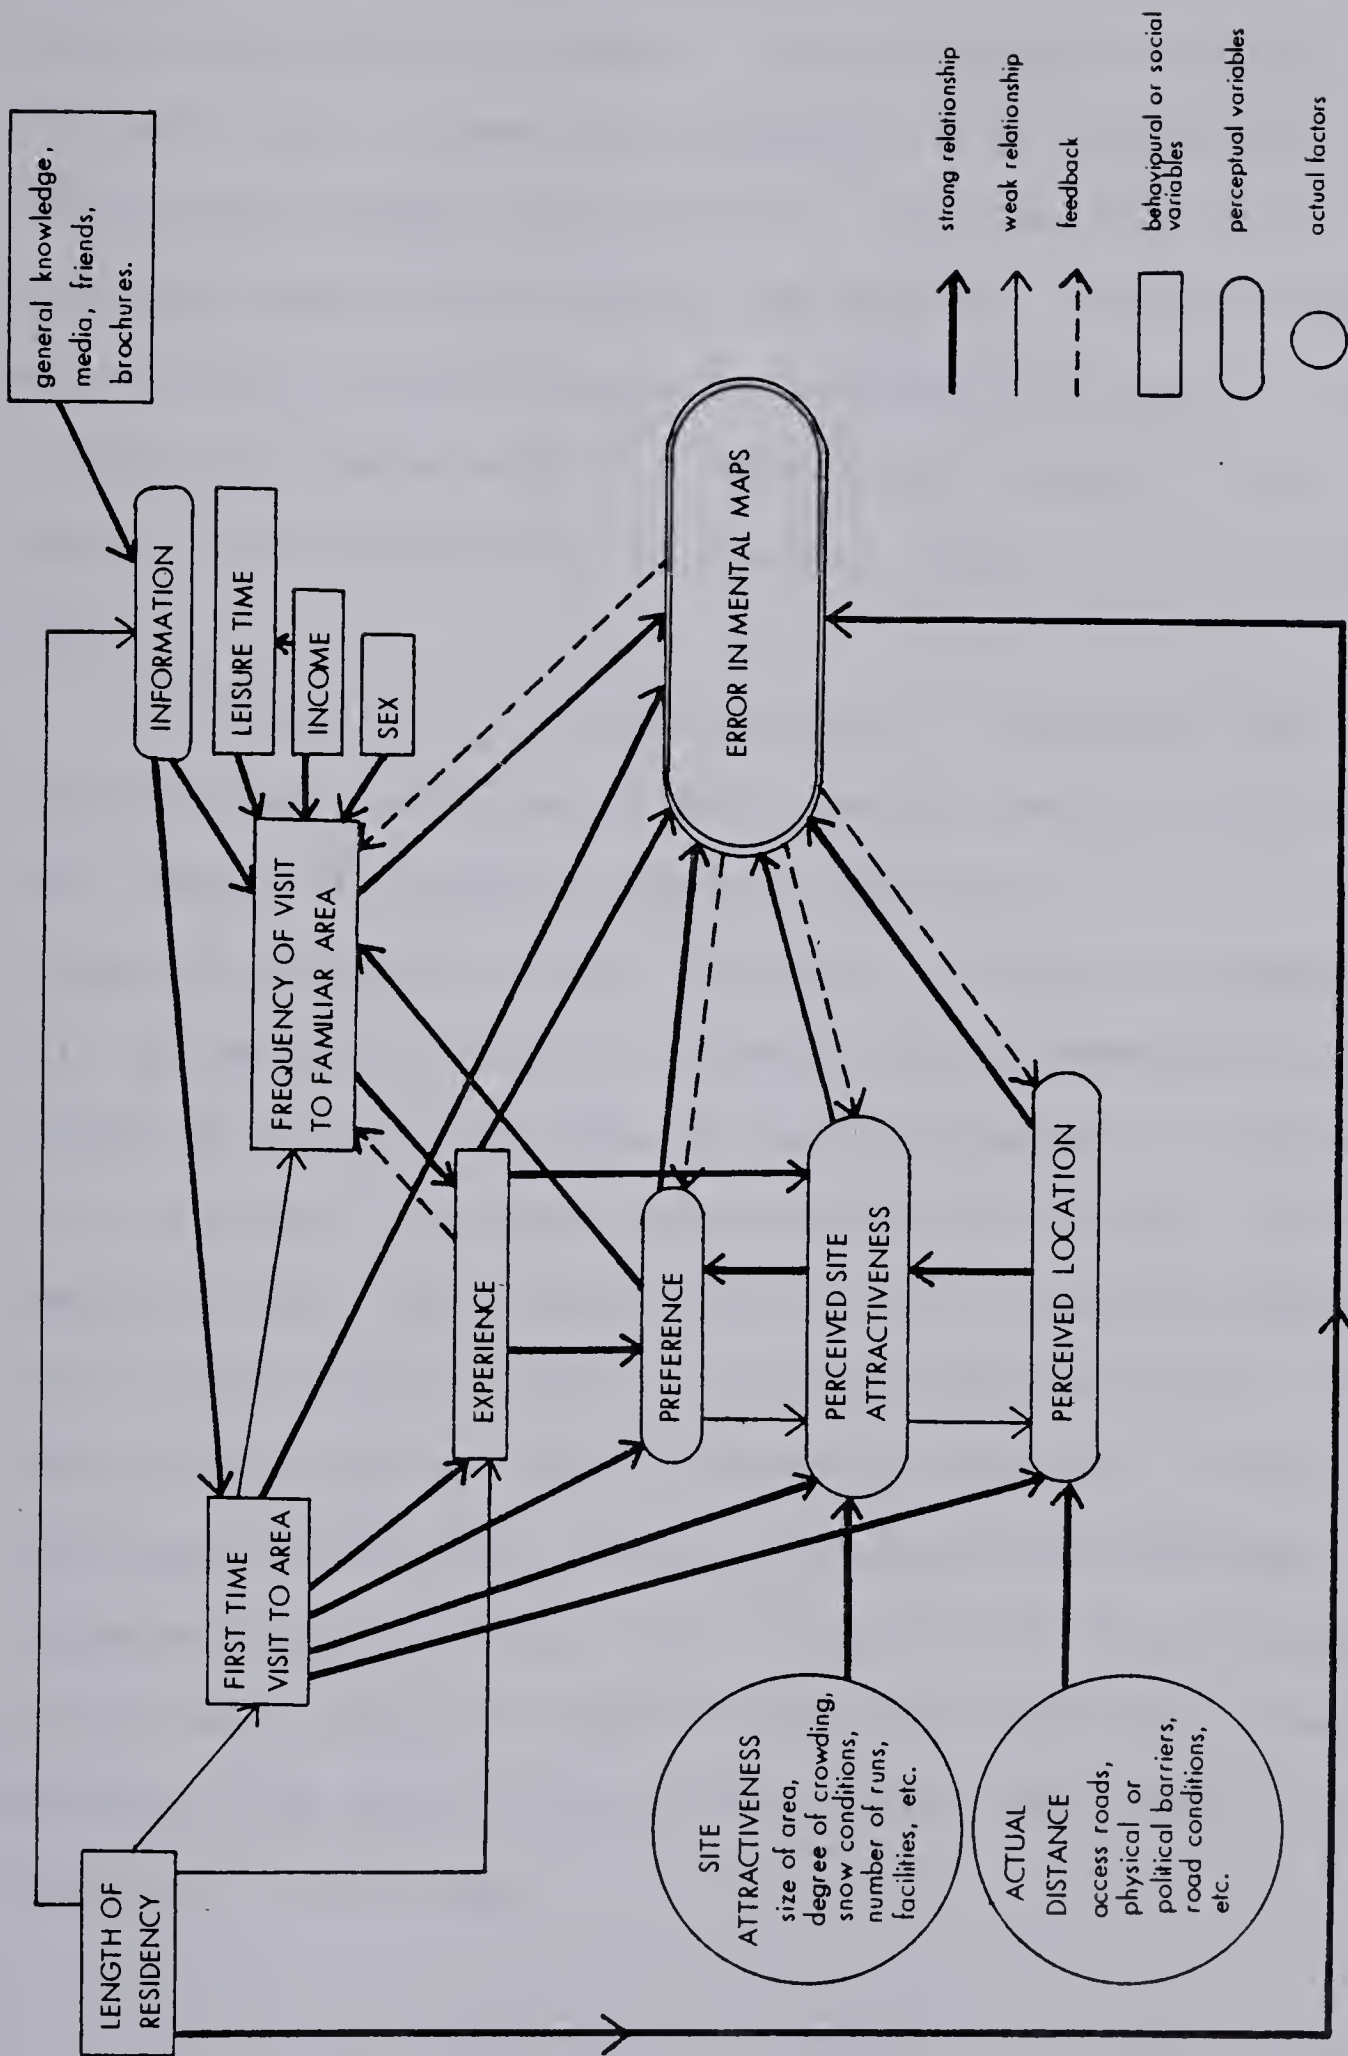 general knowledge,
media, friends,
brochures.
INFORMATION
LEISURE TIME
INCOME
SEX
FREQUENCY OF VISIT
TO FAMILIAR AREA
FIRST TIME
VISIT TO AREA
LENGTH OF
RESIDENCY
EXPERIENCE
PREFERENCE
PERCEIVED SITE
ATTRACTIVENESS
PERCEIVED LOCATION
ERROR IN MENTAL MAPS
SITE
ATTRACTIVENESS
size of area,
degree of crowding,
snow conditions,
number of runs,
facilities, etc.
ACTUAL
DISTANCE
access roads,
physical or
political barriers,
road conditions,
etc.
strong relationship
weak relationship
feedback
behavioural or social
variables
perceptual variables
actual factors